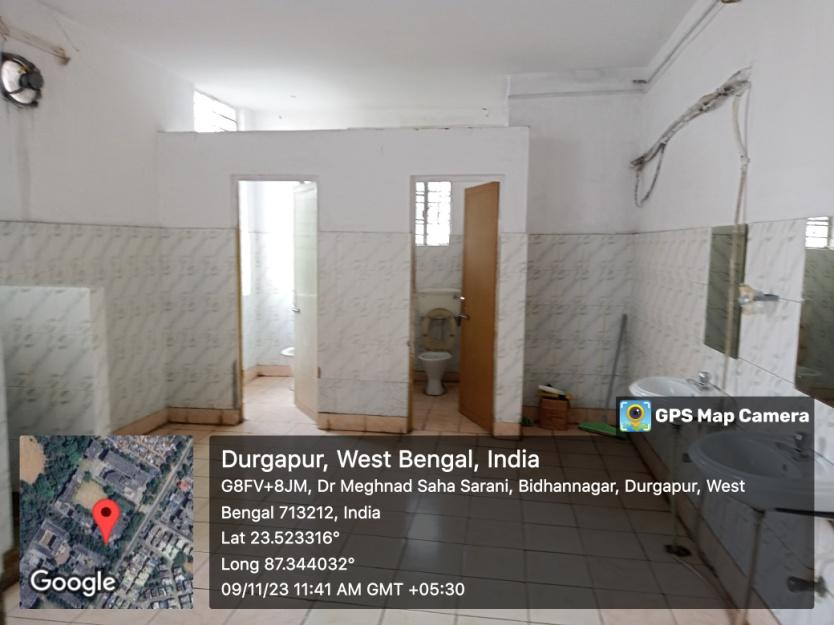 GPS Map Camera
Durgapur, West Bengal, India
G8FV+8JM, Dr Meghnad Saha Sarani, Bidhannagar, Durgapur, West
Bengal 713212, India
Lat 23.523316°
Long 87.344032°
09/11/23 11:41 AM GMT +05:30
Google